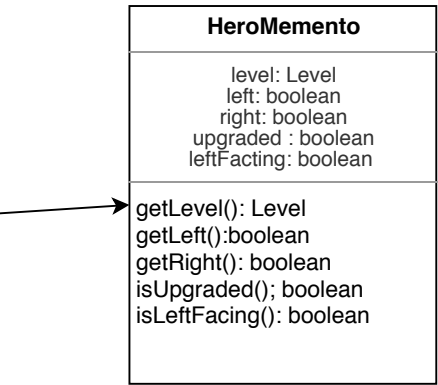 HeroMemento
level: Level
left: boolean
right: boolean
upgraded : boolean
leftFacting: boolean
getLevel(): Level
getLeft():boolean
getRight(): boolean
isUpgraded(); boolean
isLeftFacing(): boolean